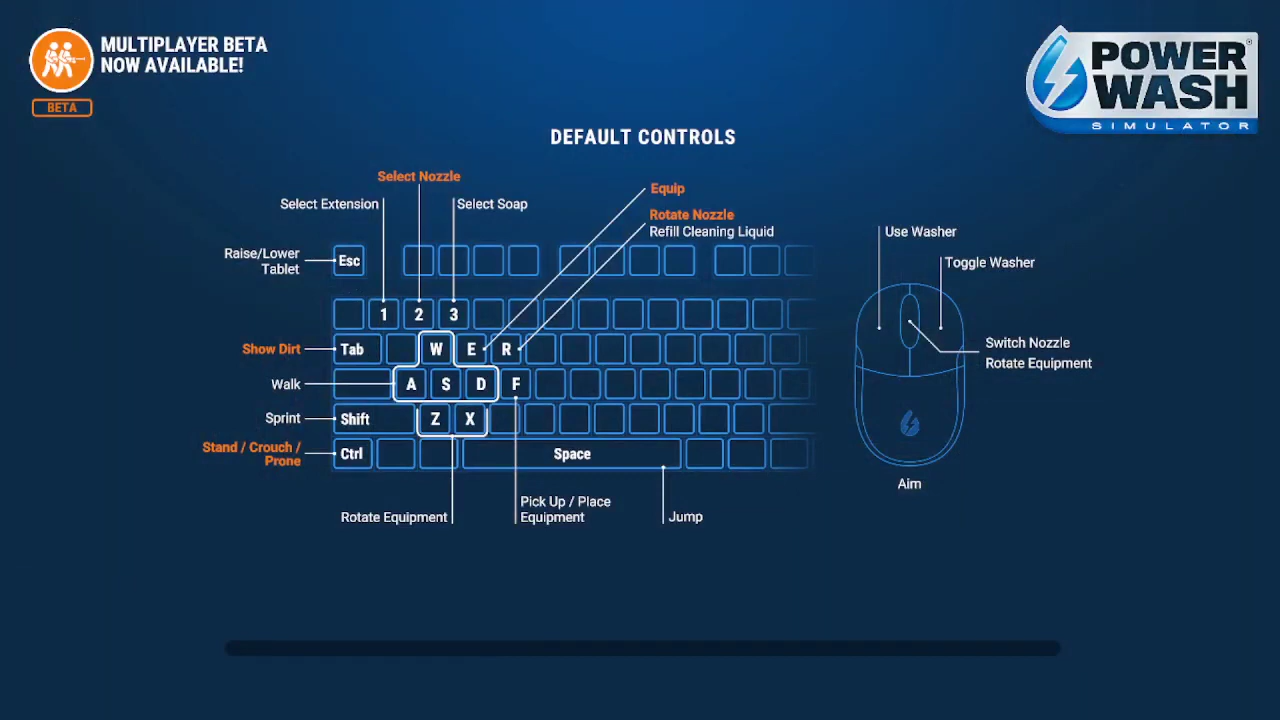 MULTIPLAYER BETA
NOW AVAILABLE!
BETA
POWER
WASH
SIMULATOR
DEFAULT CONTROLS
Select Nozzle
Select Extension
Select Soap
Equip
Rotate Nozzle
Refill Cleaning Liquid
Raise/Lower
Tablet
Esc
1 2 3
Show Dirt
Tab W E R
Walk
A S D F
Sprint
Shift Z X
Stand / Crouch /
Prone
Ctrl Space
Rotate Equipment
Pick Up / Place
Equipment
Jump
Use Washer
Toggle Washer
Switch Nozzle
Rotate Equipment
Aim